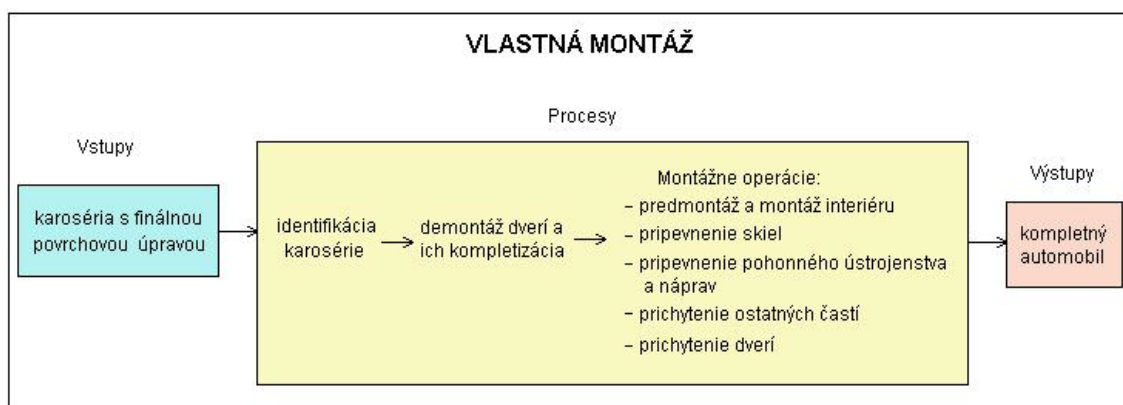 VLASTNÁ MONTÁŽ
Procesy
Vstupy
karoséria s finálnou
povrchovou úpravou
identifikácia
karosérie
demontáž dverí a
ich kompletizácia
Montážne operácie:
– predmontáž a montáž interiéru
– pripevnenie skiel
– pripevnenie pohonného ústrojenstva
a náprav
– prichytenie ostatných častí
– prichytenie dverí
Výstupy
kompletný
automobil